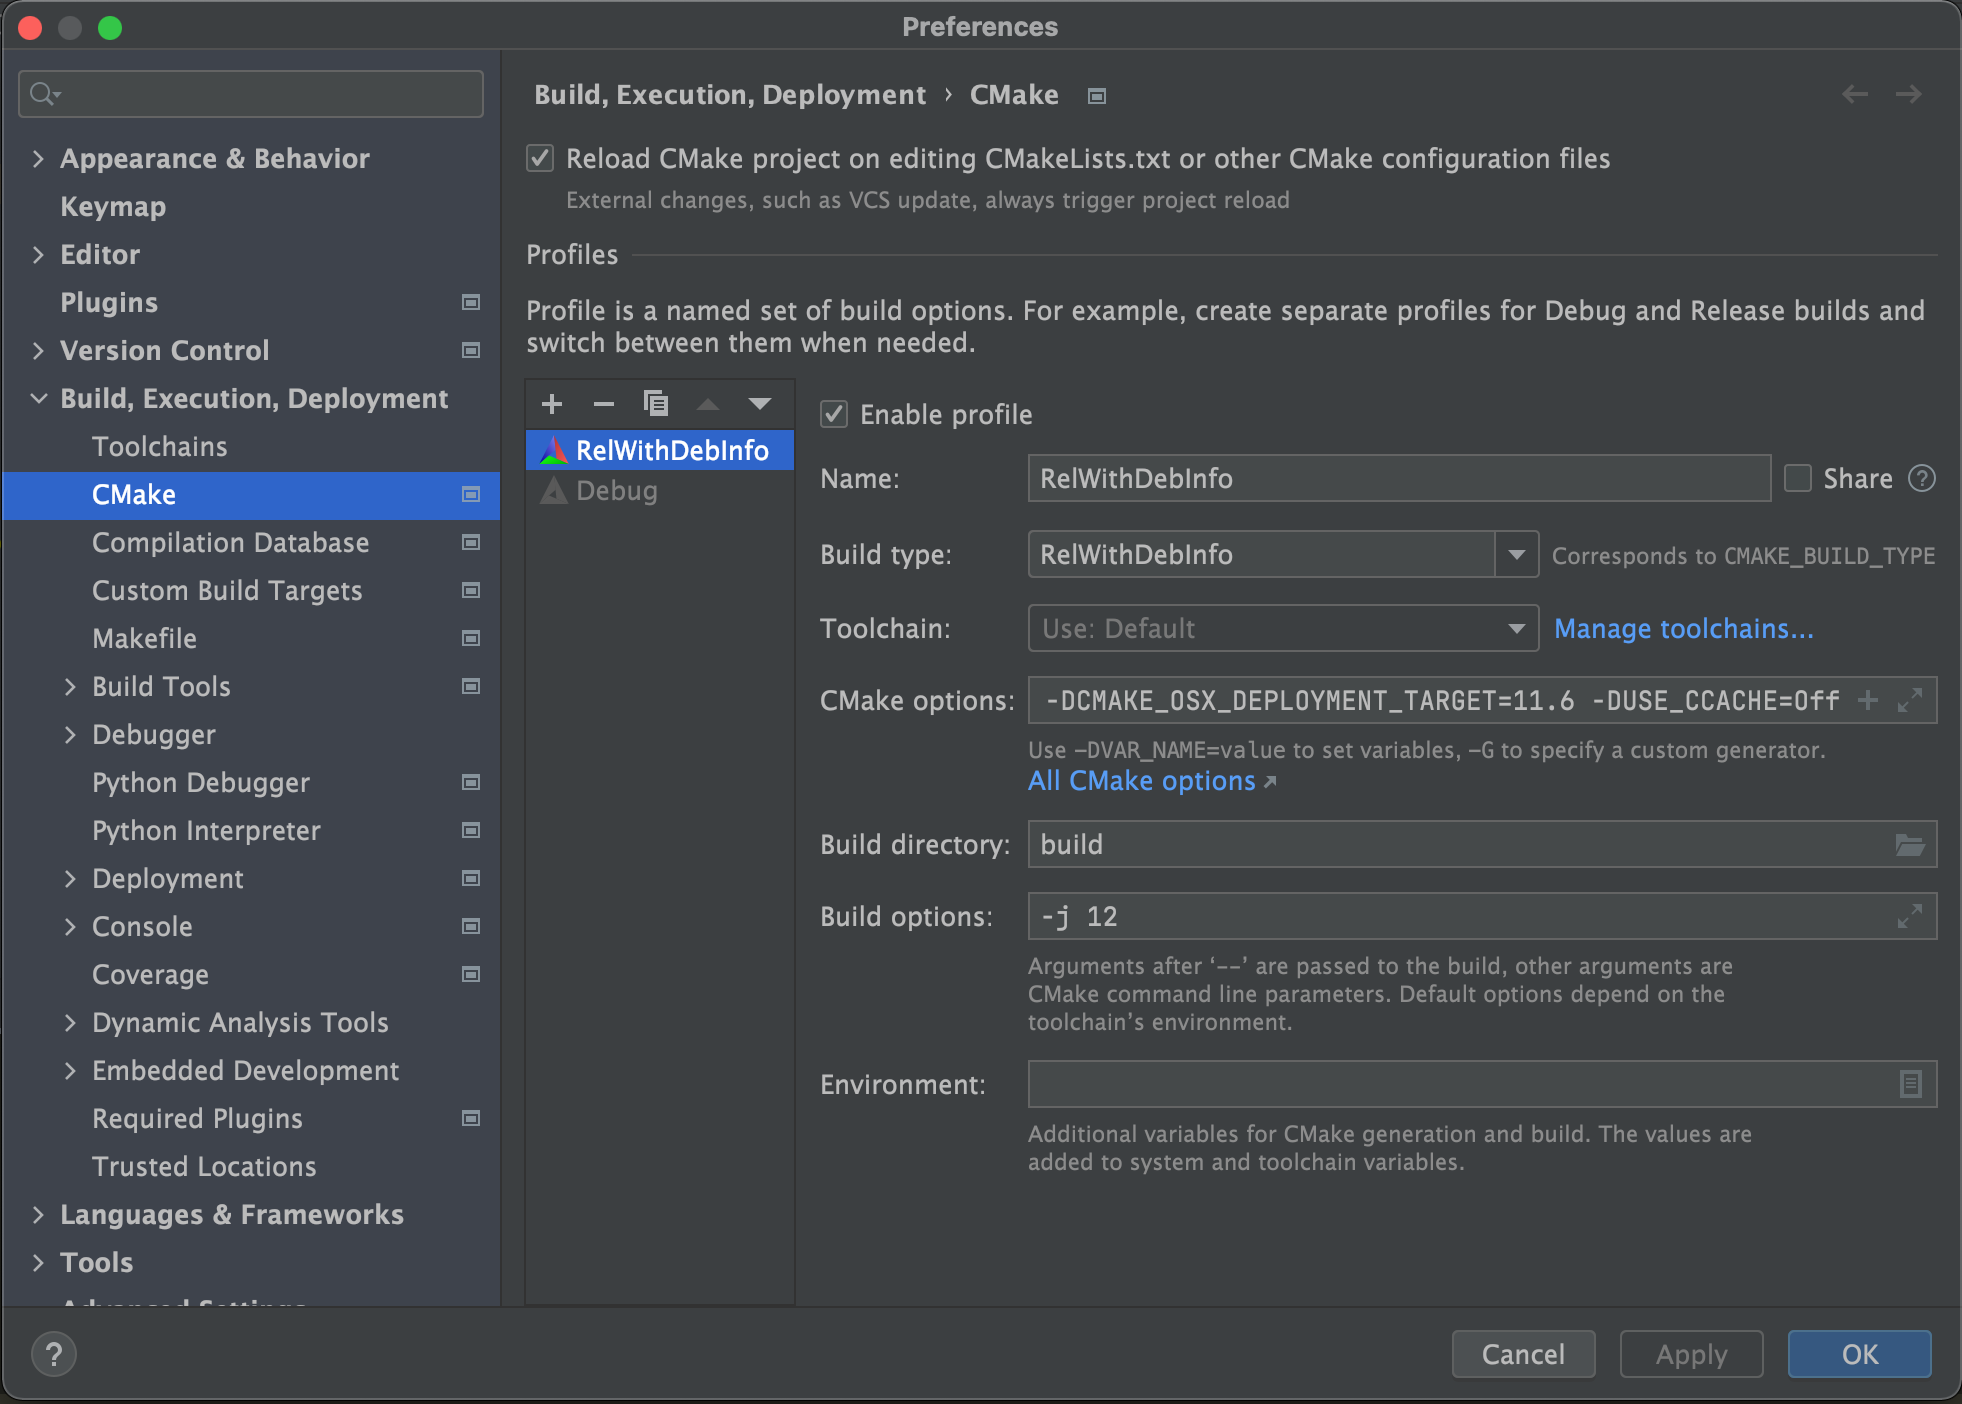 Preferences
Appearance & Behavior
Keymap
Editor
Plugins
Version Control
Build, Execution, Deployment
Toolchains
CMake
Compilation Database
Custom Build Targets
Makefile
Build Tools
Debugger
Python Debugger
Python Interpreter
Deployment
Console
Coverage
Dynamic Analysis Tools
Embedded Development
Required Plugins
Trusted Locations
Languages & Frameworks
Tools
Advanced Settings
Build, Execution, Deployment › CMake
Reload CMake project on editing CMakeLists.txt or other CMake configuration files
External changes, such as VCS update, always trigger project reload
Profiles
Profile is a named set of build options. For example, create separate profiles for Debug and Release builds and
switch between them when needed.
RelWithDebInfo
Debug
Enable profile
Name: RelWithDebInfo Share ?
Build type: RelWithDebInfo Corresponds to CMAKE_BUILD_TYPE
Toolchain: Use: Default Manage toolchains...
CMake options: -DCMAKE_OSX_DEPLOYMENT_TARGET=11.6 -DUSE_CCACHE=Off
Use -DVAR_NAME=value to set variables, -G to specify a custom generator.
All CMake options ↗
Build directory: build
Build options: -j 12
Arguments after ‘--’ are passed to the build, other arguments are
CMake command line parameters. Default options depend on the
toolchain’s environment.
Environment:
Additional variables for CMake generation and build. The values are
added to system and toolchain variables.
? Cancel Apply OK